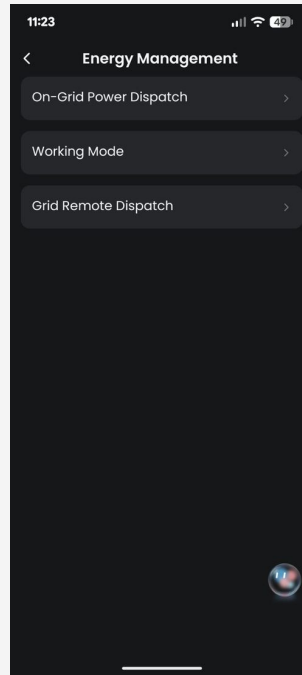 11:23
49
Energy Management
On-Grid Power Dispatch
Working Mode
Grid Remote Dispatch